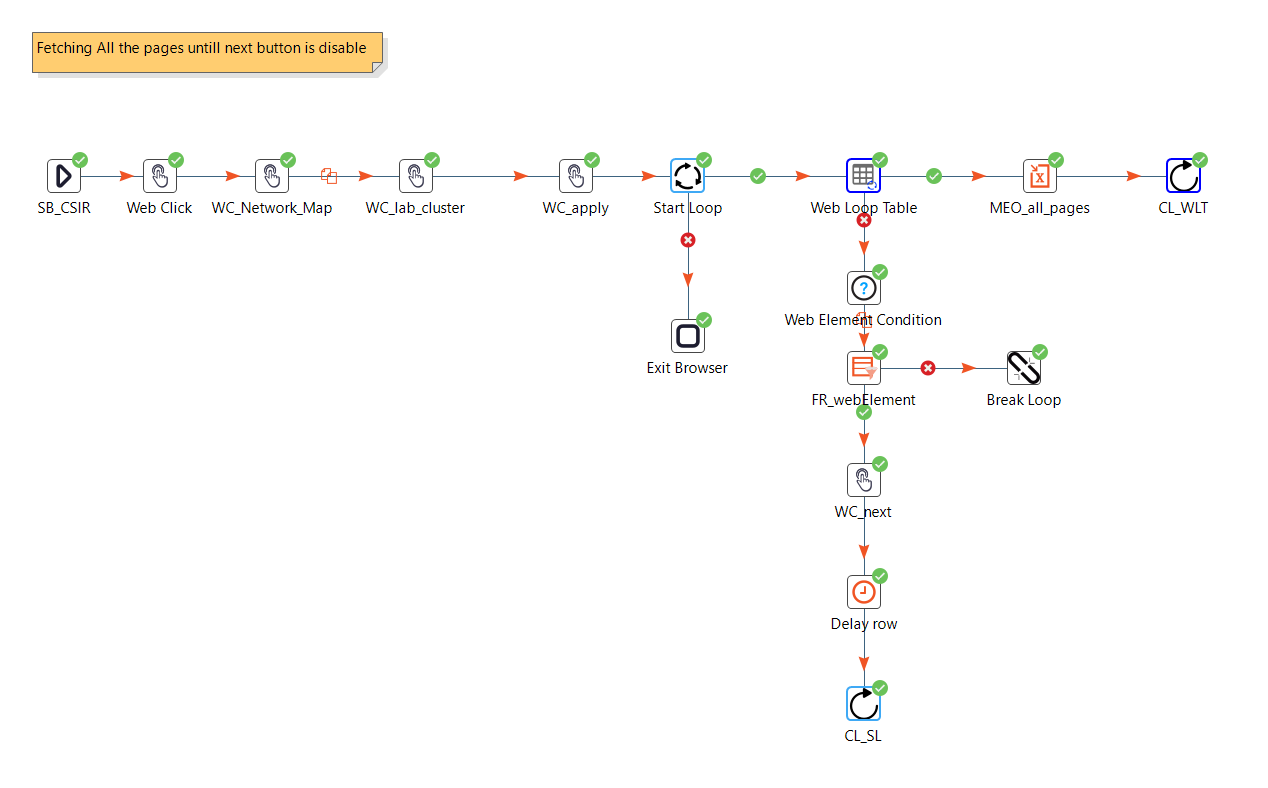 Fetching All the pages untill next button is disable
SB_CSIR
Web Click
WC_Network_Map
WC_lab_cluster
WC_apply
Start Loop
Web Loop Table
MEO_all_pages
CL_WLT
Web Element Condition
Exit Browser
FR_webElement
Break Loop
WC_next
Delay row
CL_SL